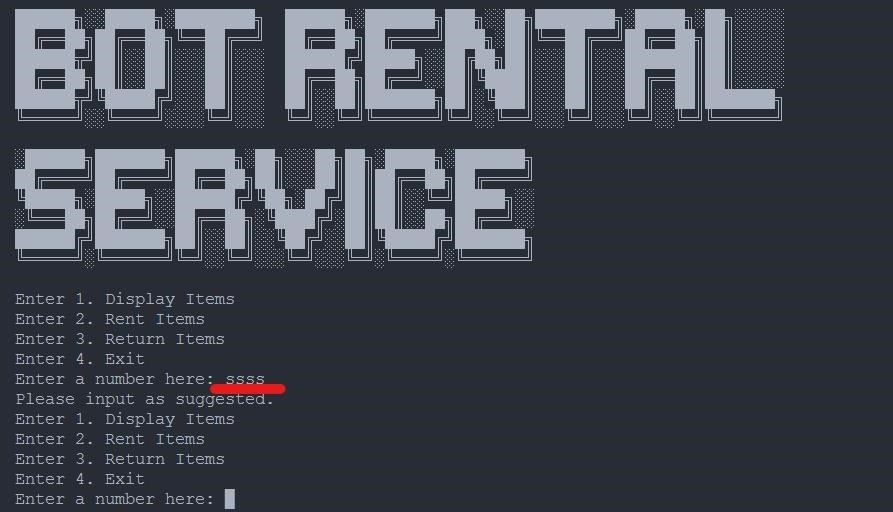 BOT RENTAL
SERVICE
Enter 1. Display Items
Enter 2. Rent Items
Enter 3. Return Items
Enter 4. Exit
Enter a number here: ssss
Please input as suggested.
Enter 1. Display Items
Enter 2. Rent Items
Enter 3. Return Items
Enter 4. Exit
Enter a number here: